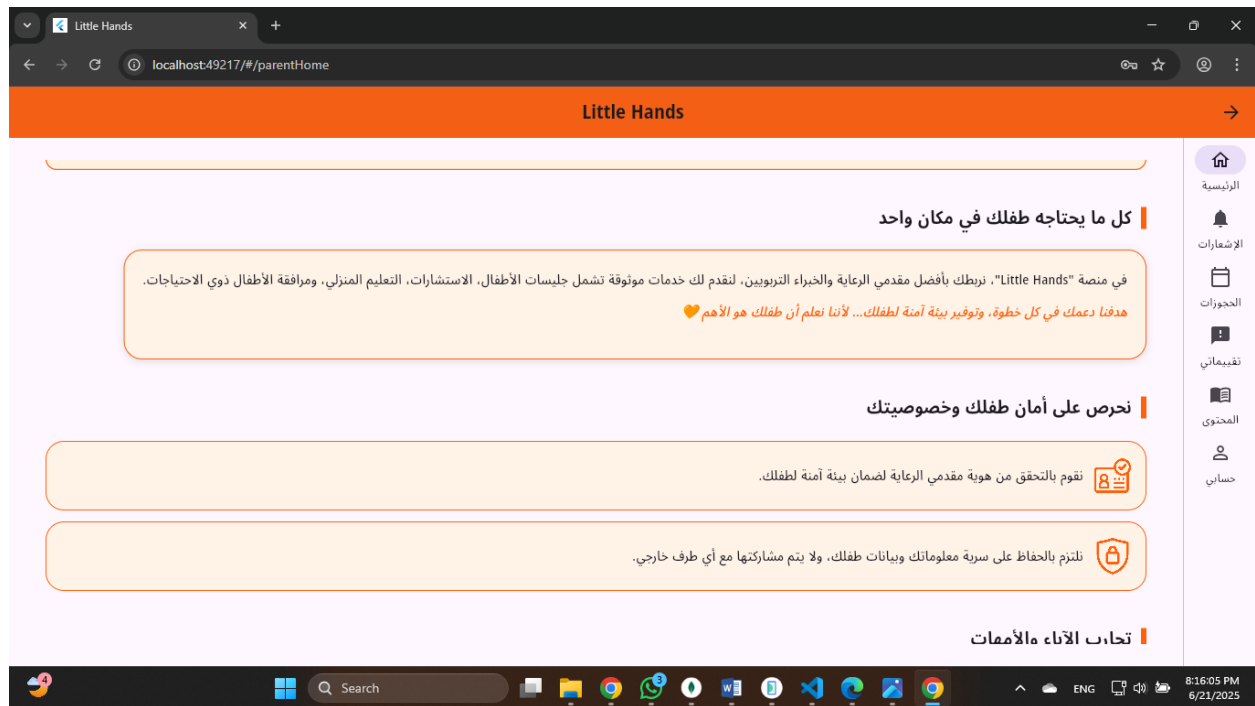 Little Hands
localhost:49217/#/parentHome
Little Hands
الرئيسية
الإشعارات
الحجوزات
تقييماتي
المحتوى
حسابي
كل ما يحتاجه طفلك في مكان واحد
في منصة "Little Hands"، نربطك بأفضل مقدمي الرعاية والخبراء التربويين، لنقدم لك خدمات موثوقة تشمل جليسات الأطفال، الاستشارات، التعليم المنزلي، ومرافقة الأطفال ذوي الاحتياجات.
هدفنا دعمك في كل خطوة، وتوفير بيئة آمنة لطفلك... لأننا نعلم أن طفلك هو الأهم 🧡
نحرص على أمان طفلك وخصوصيتك
نقوم بالتحقق من هوية مقدمي الرعاية لضمان بيئة آمنة لطفلك.
نلتزم بالحفاظ على سرية معلوماتك وبيانات طفلك، ولا يتم مشاركتها مع أي طرف خارجي.
تجارب الآباء والأمهات
4
Search
3
ENG
8:16:05 PM
6/21/2025